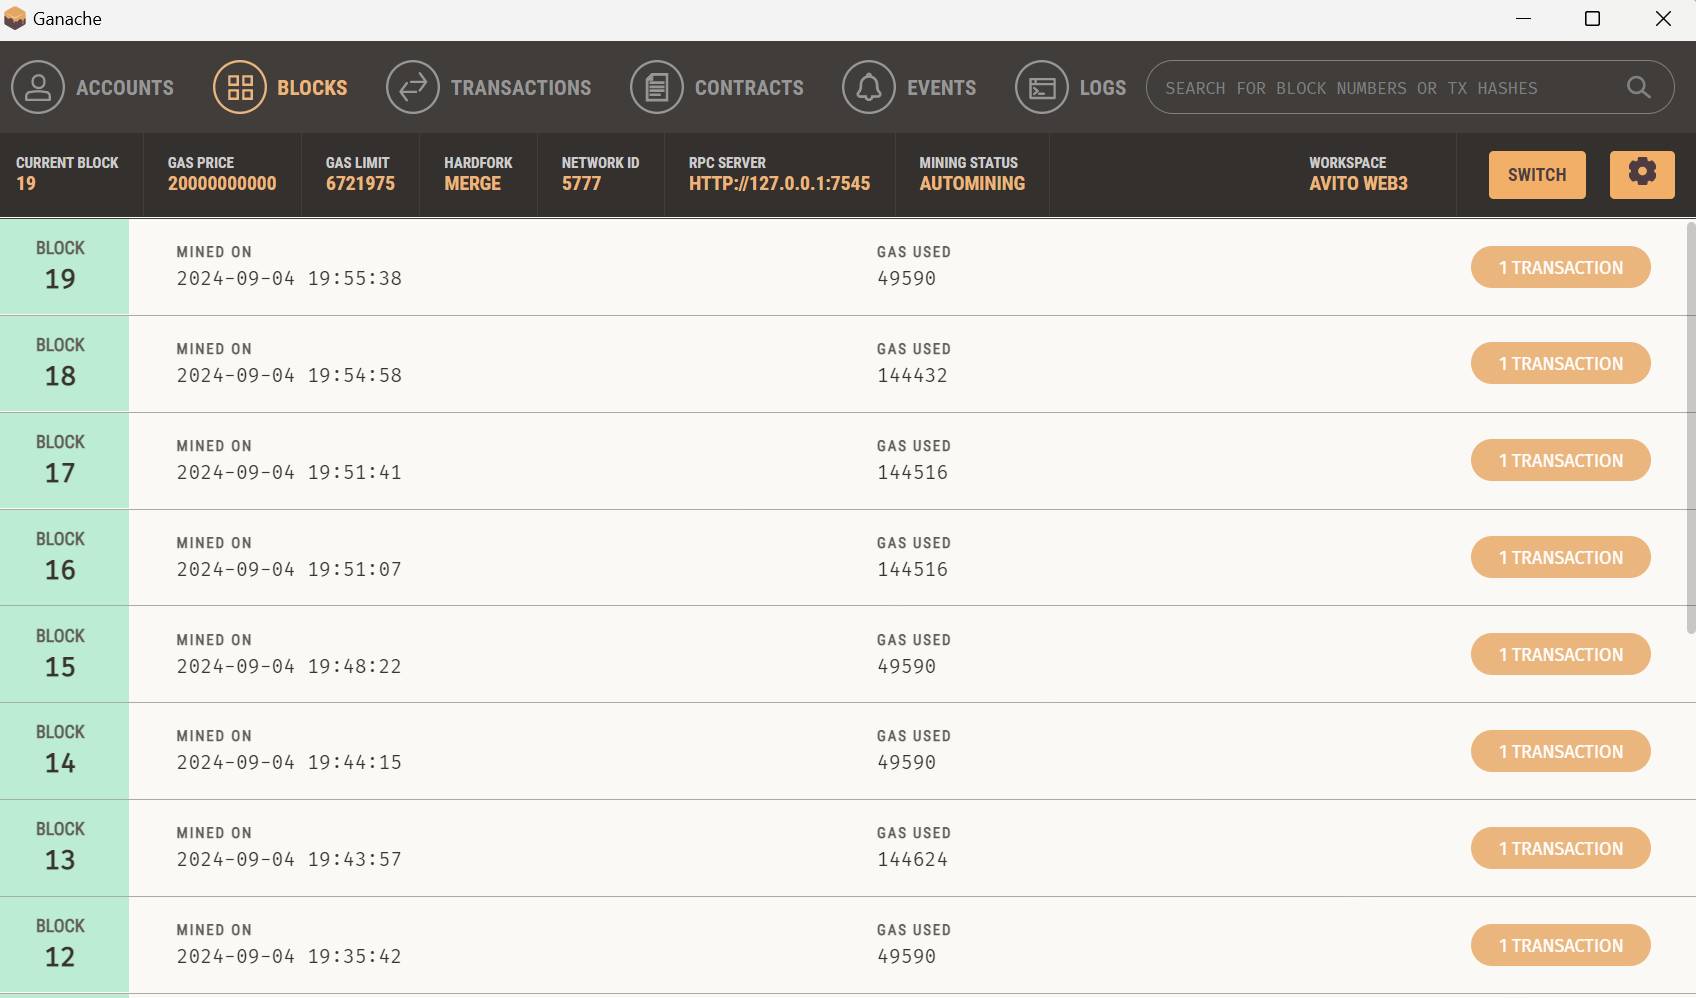 Ganache
ACCOUNTS BLOCKS TRANSACTIONS CONTRACTS EVENTS LOGS SEARCH FOR BLOCK NUMBERS OR TX HASHES
CURRENT BLOCK GAS PRICE GAS LIMIT HARDFORK NETWORK ID RPC SERVER MINING STATUS WORKSPACE
19 20000000000 6721975 MERGE 5777 HTTP://127.0.0.1:7545 AUTOMINING AVITO WEB3 SWITCH
BLOCK MINED ON GAS USED
19 2024-09-04 19:55:38 49590 1 TRANSACTION
BLOCK MINED ON GAS USED
18 2024-09-04 19:54:58 144432 1 TRANSACTION
BLOCK MINED ON GAS USED
17 2024-09-04 19:51:41 144516 1 TRANSACTION
BLOCK MINED ON GAS USED
16 2024-09-04 19:51:07 144516 1 TRANSACTION
BLOCK MINED ON GAS USED
15 2024-09-04 19:48:22 49590 1 TRANSACTION
BLOCK MINED ON GAS USED
14 2024-09-04 19:44:15 49590 1 TRANSACTION
BLOCK MINED ON GAS USED
13 2024-09-04 19:43:57 144624 1 TRANSACTION
BLOCK MINED ON GAS USED
12 2024-09-04 19:35:42 49590 1 TRANSACTION